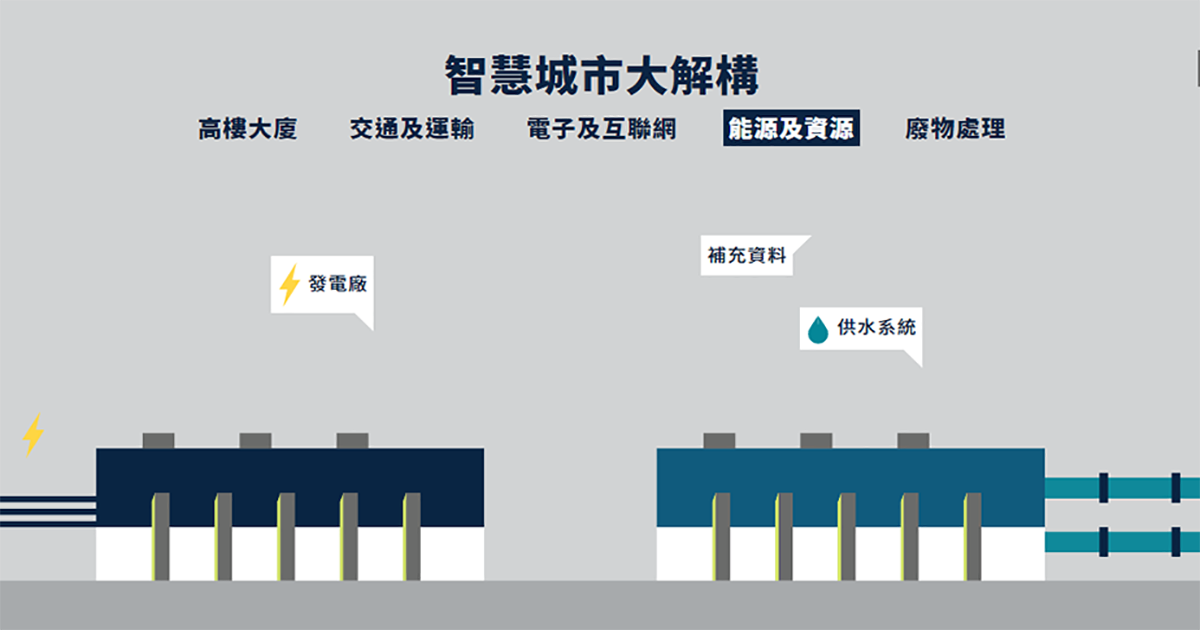 智慧城市大解構
高樓大廈 交通及運輸 電子及互聯網 能源及資源 廢物處理
補充資料
發電廠
供水系統